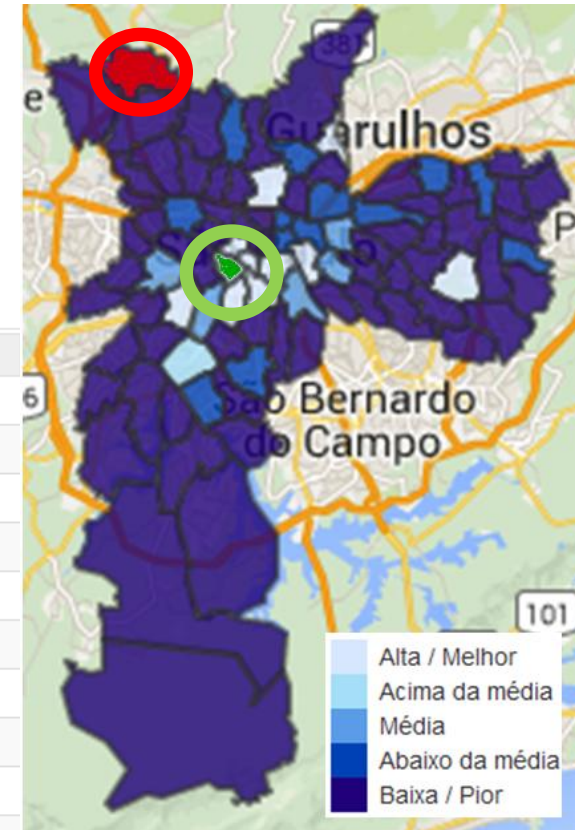 381
Guarulhos
São Bernardo
do Campo
101
Alta / Melhor
Acima da média
Média
Abaixo da média
Baixa / Pior